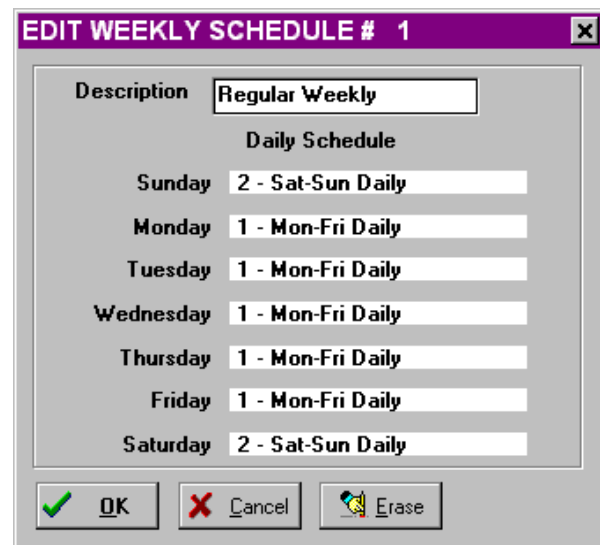 EDIT WEEKLY SCHEDULE # 1
Description Regular Weekly
Daily Schedule
Sunday 2 - Sat-Sun Daily
Monday 1 - Mon-Fri Daily
Tuesday 1 - Mon-Fri Daily
Wednesday 1 - Mon-Fri Daily
Thursday 1 - Mon-Fri Daily
Friday 1 - Mon-Fri Daily
Saturday 2 - Sat-Sun Daily
OK Cancel Erase